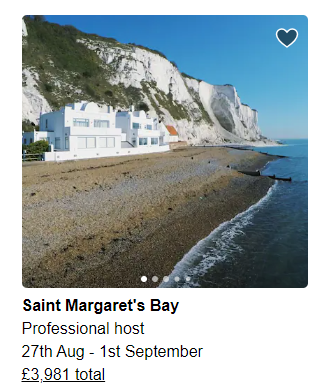 Saint Margaret's Bay
Professional host
27th Aug - 1st September
£3,981 total